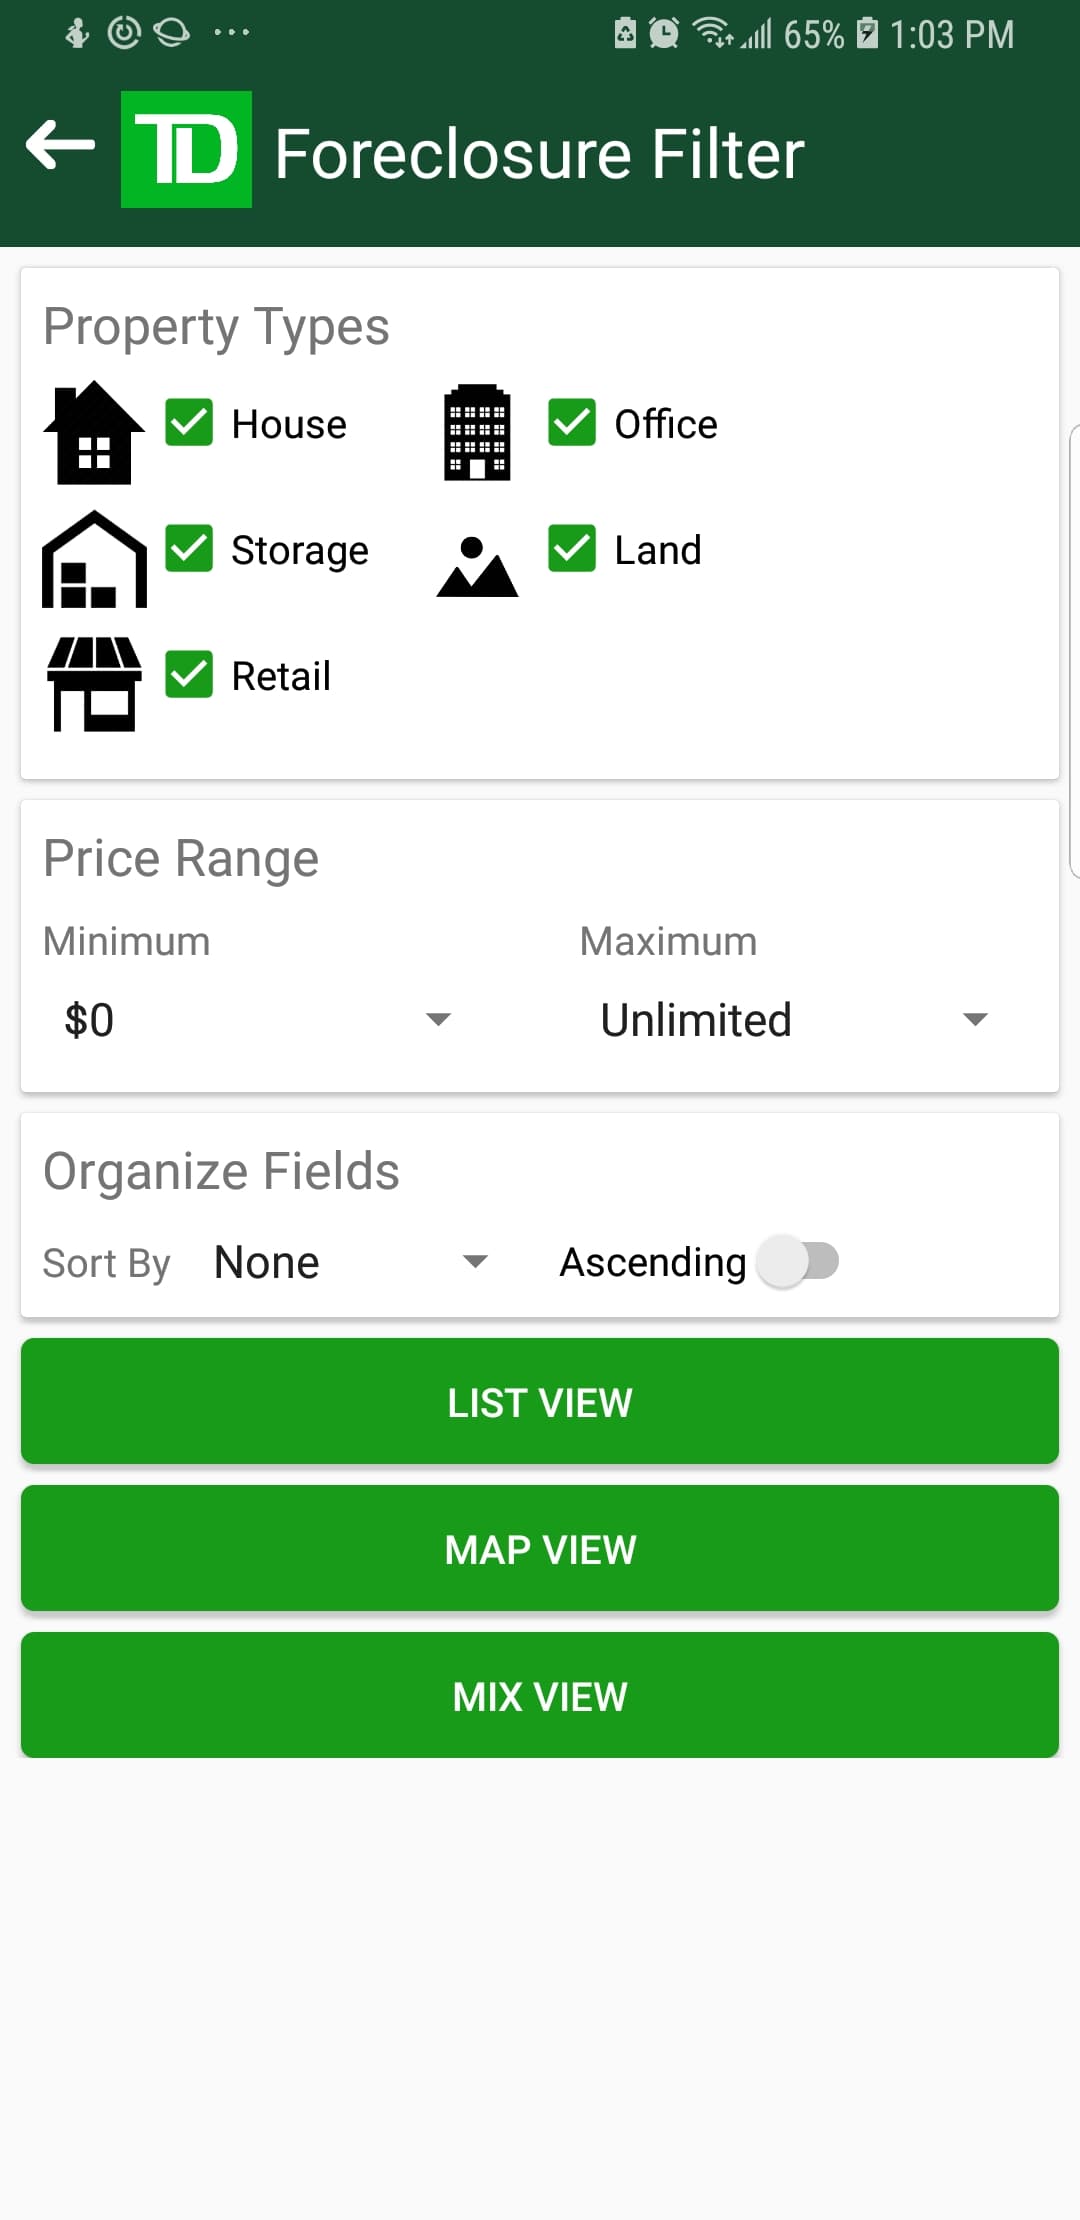 65% 1:03 PM
TD Foreclosure Filter
Property Types
House Office
Storage Land
Retail
Price Range
Minimum Maximum
$0 Unlimited
Organize Fields
Sort By None Ascending
LIST VIEW
MAP VIEW
MIX VIEW